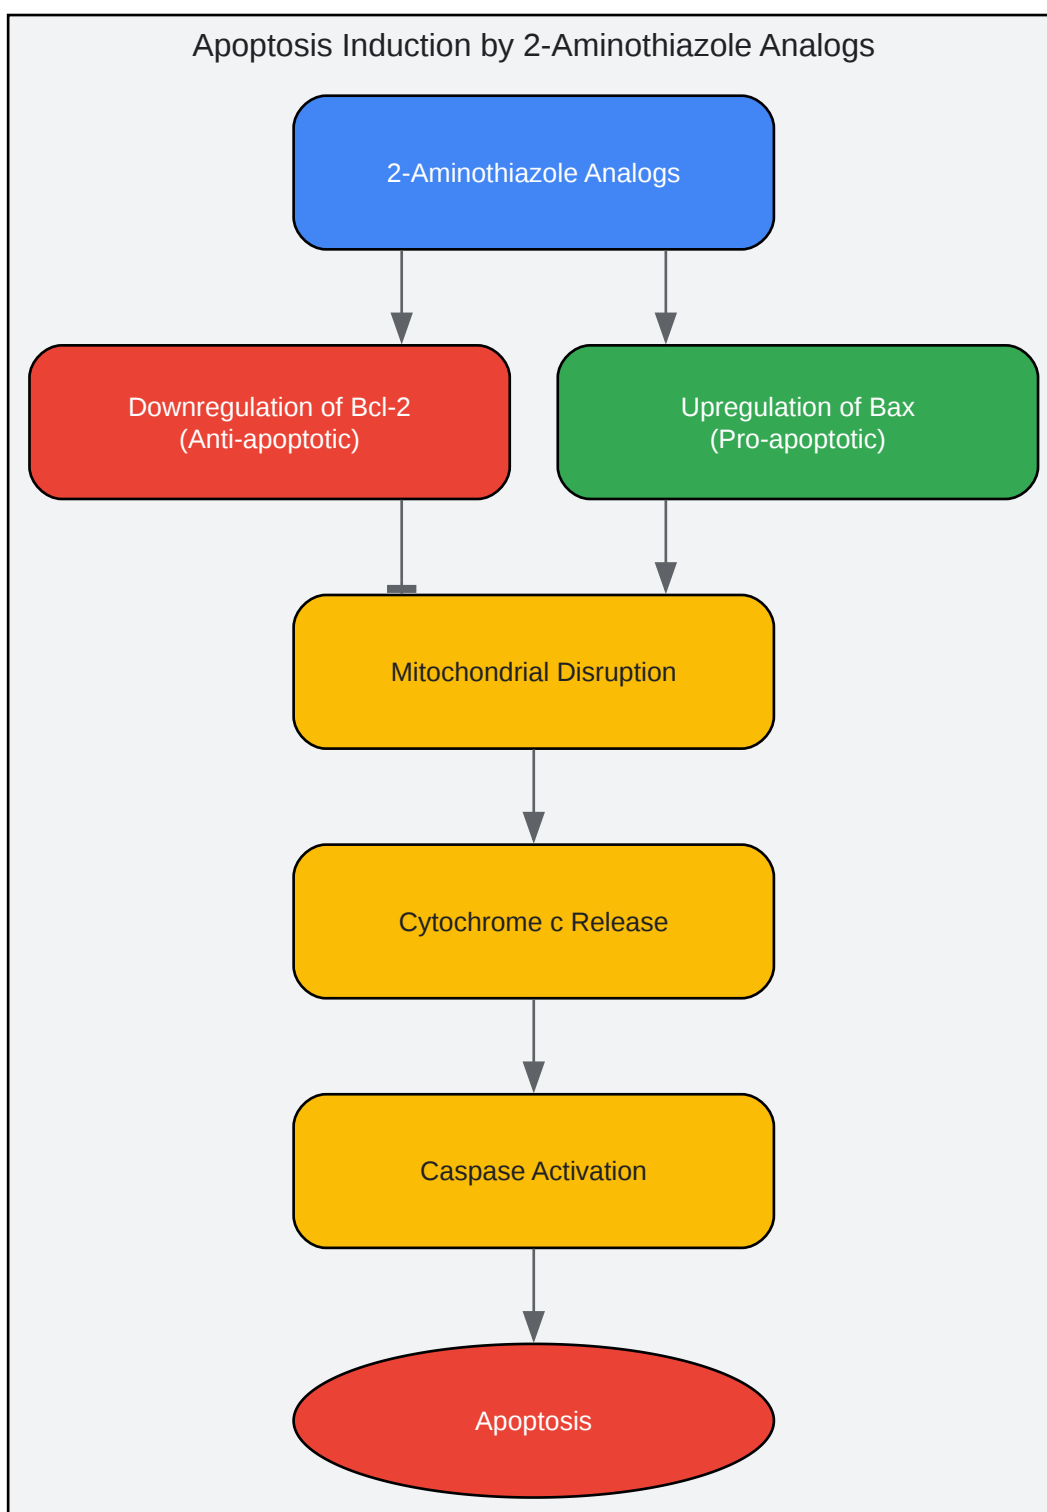 Apoptosis Induction by 2-Aminothiazole Analogs
2-Aminothiazole Analogs
Downregulation of Bcl-2
(Anti-apoptotic)
Upregulation of Bax
(Pro-apoptotic)
Mitochondrial Disruption
Cytochrome c Release
Caspase Activation
Apoptosis